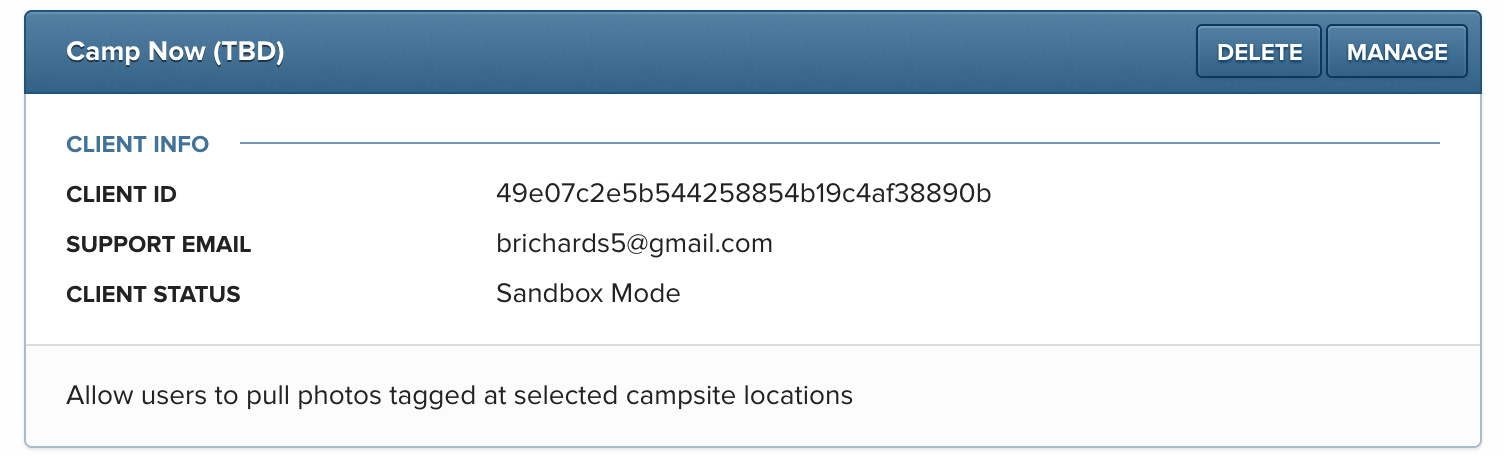 Camp Now (TBD)
DELETE
MANAGE
CLIENT INFO
CLIENT ID 49e07c2e5b544258854b19c4af38890b
SUPPORT EMAIL brichards5@gmail.com
CLIENT STATUS Sandbox Mode
Allow users to pull photos tagged at selected campsite locations